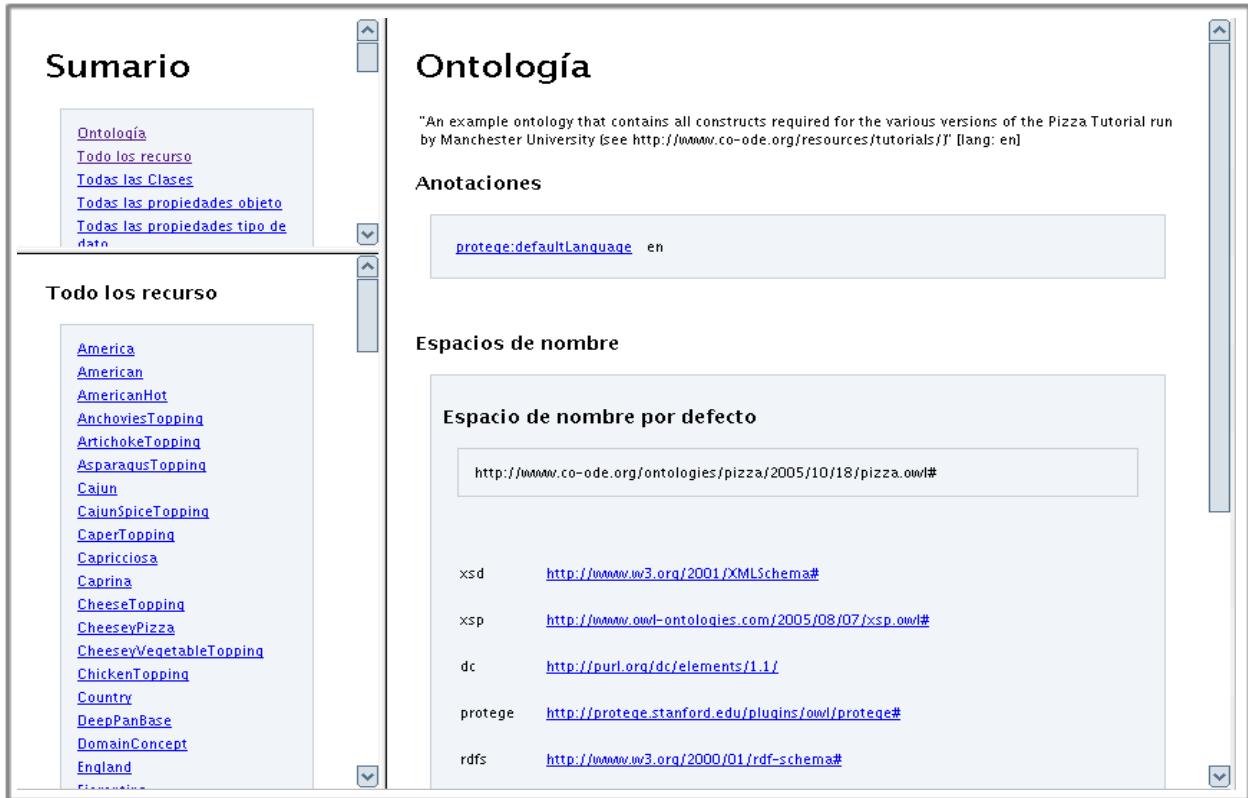 Sumario
Ontología
Todo los recurso
Todas las Clases
Todas las propiedades objeto
Todas las propiedades tipo de
dato
Todo los recurso
America
American
AmericanHot
AnchoviesTopping
ArtichokeTopping
AsparagusTopping
Cajun
CajunSpiceTopping
CaperTopping
Capricciosa
Caprina
CheeseTopping
CheeseyPizza
CheeseyVegetableTopping
ChickenTopping
Country
DeepPanBase
DomainConcept
England
Fiorentina
Ontología
"An example ontology that contains all constructs required for the various versions of the Pizza Tutorial run
by Manchester University (see http://www.co-ode.org/resources/tutorials/)" [lang: en]
Anotaciones
protege:defaultLanguage en
Espacios de nombre
Espacio de nombre por defecto
http://www.co-ode.org/ontologies/pizza/2005/10/18/pizza.owl#
xsd http://www.w3.org/2001/XMLSchema#
xsp http://www.owl-ontologies.com/2005/08/07/xsp.owl#
dc http://purl.org/dc/elements/1.1/
protege http://protege.stanford.edu/plugins/owl/protege#
rdfs http://www.w3.org/2000/01/rdf-schema#